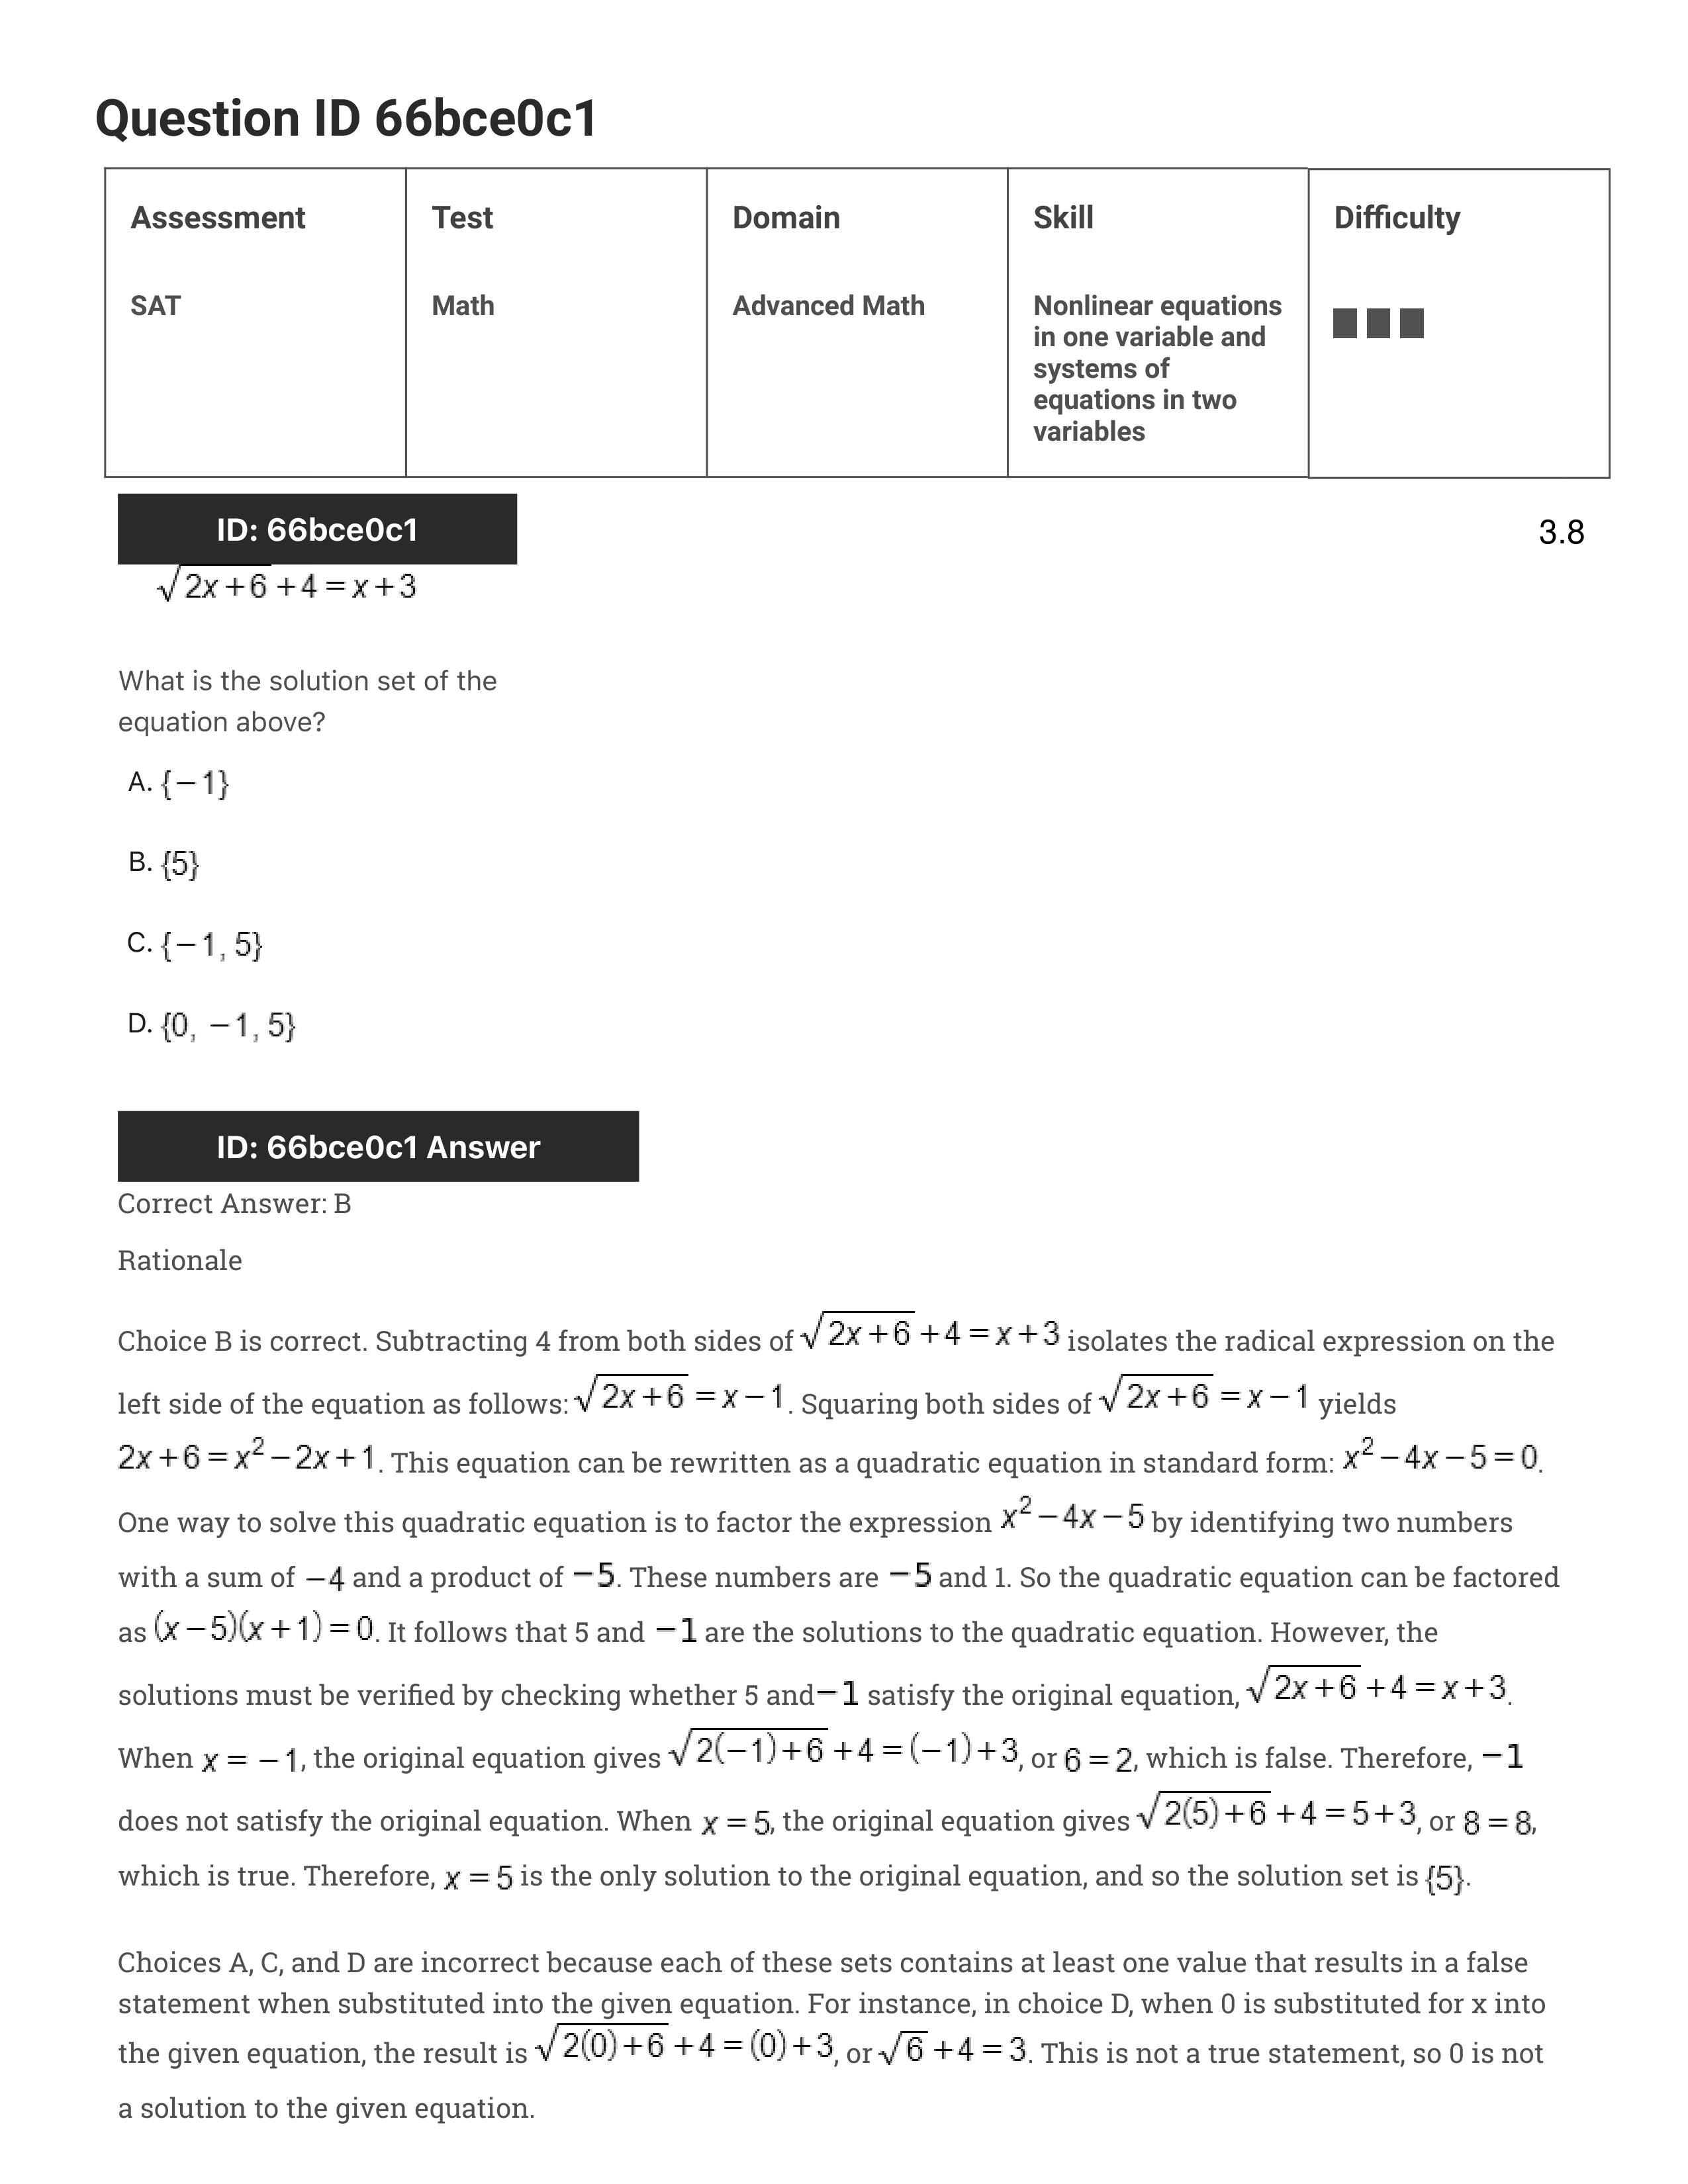 Question ID 66bce0c1
Assessment
Test
Domain
Skill
Difficulty
SAT
Math
Advanced Math
Nonlinear equations
in one variable and
systems of
equations in two
variables
ID: 66bce0c1
3.8
√(2x+6) + 4 = x + 3
What is the solution set of the
equation above?
A. {−1}
B. {5}
C. {−1, 5}
D. {0, −1, 5}
ID: 66bce0c1 Answer
Correct Answer: B
Rationale
Choice B is correct. Subtracting 4 from both sides of √(2x+6) + 4 = x + 3 isolates the radical expression on the
left side of the equation as follows: √(2x+6) = x − 1. Squaring both sides of √(2x+6) = x − 1 yields
2x + 6 = x² − 2x + 1. This equation can be rewritten as a quadratic equation in standard form: x² − 4x − 5 = 0.
One way to solve this quadratic equation is to factor the expression x² − 4x − 5 by identifying two numbers
with a sum of −4 and a product of −5. These numbers are −5 and 1. So the quadratic equation can be factored
as (x − 5)(x + 1) = 0. It follows that 5 and −1 are the solutions to the quadratic equation. However, the
solutions must be verified by checking whether 5 and −1 satisfy the original equation, √(2x+6) + 4 = x + 3.
When x = −1, the original equation gives √(2(−1)+6) + 4 = (−1) + 3, or 6 = 2, which is false. Therefore, −1
does not satisfy the original equation. When x = 5, the original equation gives √(2(5)+6) + 4 = 5 + 3, or 8 = 8,
which is true. Therefore, x = 5 is the only solution to the original equation, and so the solution set is {5}.
Choices A, C, and D are incorrect because each of these sets contains at least one value that results in a false
statement when substituted into the given equation. For instance, in choice D, when 0 is substituted for x into
the given equation, the result is √(2(0)+6) + 4 = (0) + 3, or √6 + 4 = 3. This is not a true statement, so 0 is not
a solution to the given equation.